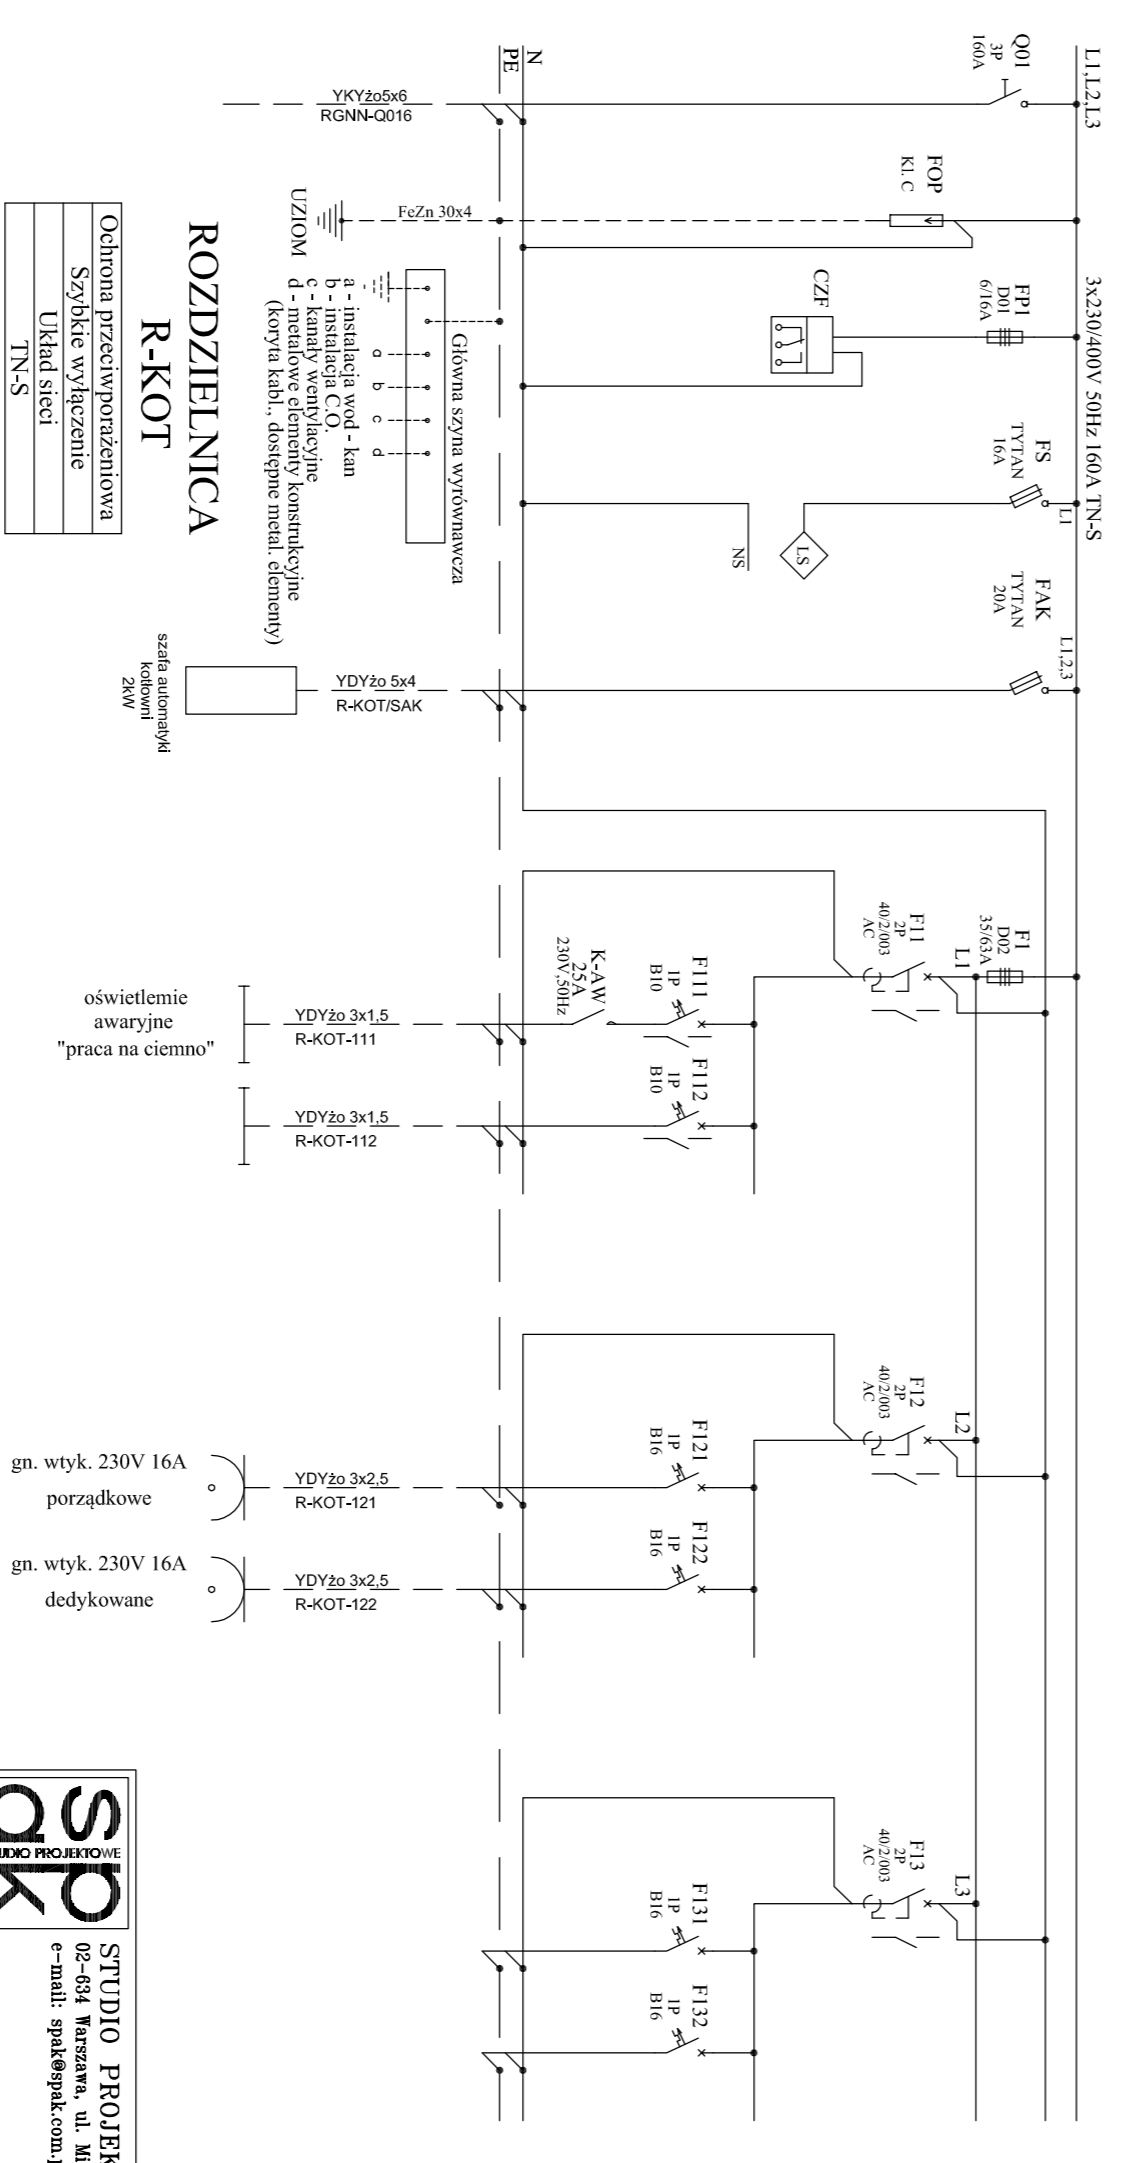 L1,L2,L3
3x230/400V 50Hz 160A TN-S
Q01
3P
160A
FOP
Kl. C
FP1
D01
6/16A
CZF
FS
TYTAN
16A
L1
LS
NS
FAK
TYTAN
20A
L1,2,3
N
PE
YKYżo5x6
RGNN-Q016
FeZn 30x4
UZIOM
Główna szyna wyrównawcza
a
b
c
d
a - instalacja wod - kan
b - instalacja C.O.
c - kanały wentylacyjne
d - metalowe elementy konstrukcyjne
(koryta kabl., dostępne metal. elementy)
YDYżo 5x4
R-KOT/SAK
szafa automatyki
kotłowni
2kW
ROZDZIELNICA
R-KOT
Ochrona przeciwporażeniowa
Szybkie wyłączenie
Układ sieci
TN-S
F1
D02
35/63A
L1
F11
2P
40/2/003
AC
F111
1P
B10
K-AW
25A
230V,50Hz
F112
1P
B10
YDYżo 3x1,5
R-KOT-111
oświetlemie
awaryjne
"praca na ciemno"
YDYżo 3x1,5
R-KOT-112
L2
F12
2P
40/2/003
AC
F121
1P
B16
F122
1P
B16
YDYżo 3x2,5
R-KOT-121
gn. wtyk. 230V 16A
porządkowe
YDYżo 3x2,5
R-KOT-122
gn. wtyk. 230V 16A
dedykowane
L3
F13
2P
40/2/003
AC
F131
1P
B16
F132
1P
B16
sp
UDIO PROJEKTOWE
ak
STUDIO PROJEK
02-634 Warszawa, ul. Mi
e-mail: spak@spak.com.p